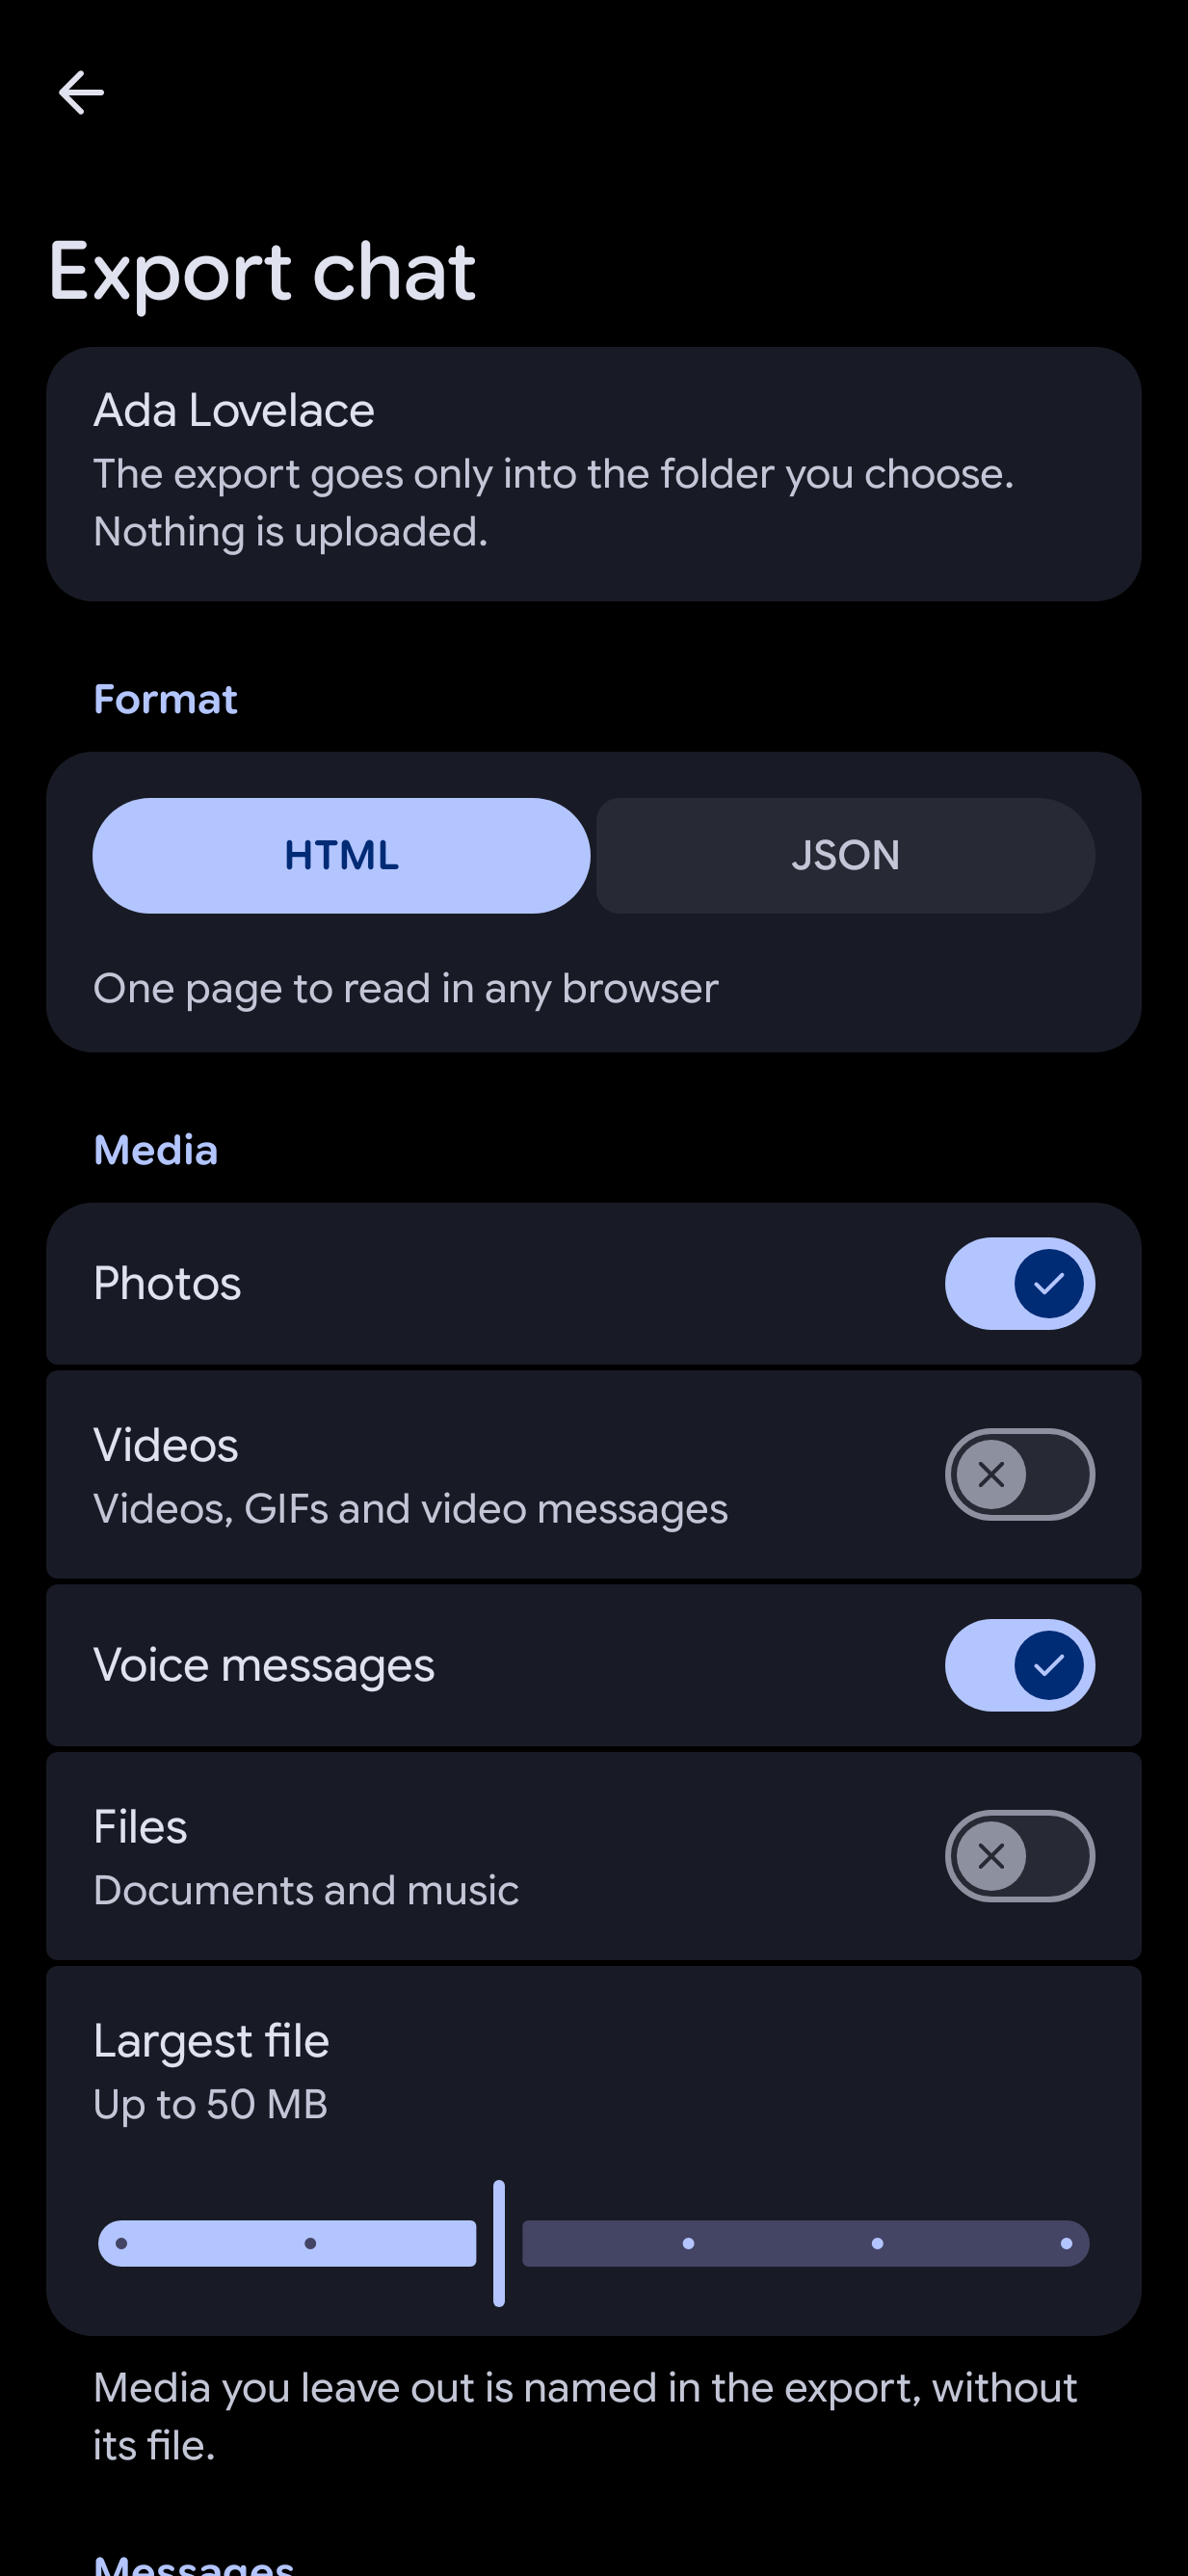 Export chat
Ada Lovelace
The export goes only into the folder you choose.
Nothing is uploaded.
Format
HTML
JSON
One page to read in any browser
Media
Photos
Videos
Videos, GIFs and video messages
Voice messages
Files
Documents and music
Largest file
Up to 50 MB
Media you leave out is named in the export, without
its file.
Messages